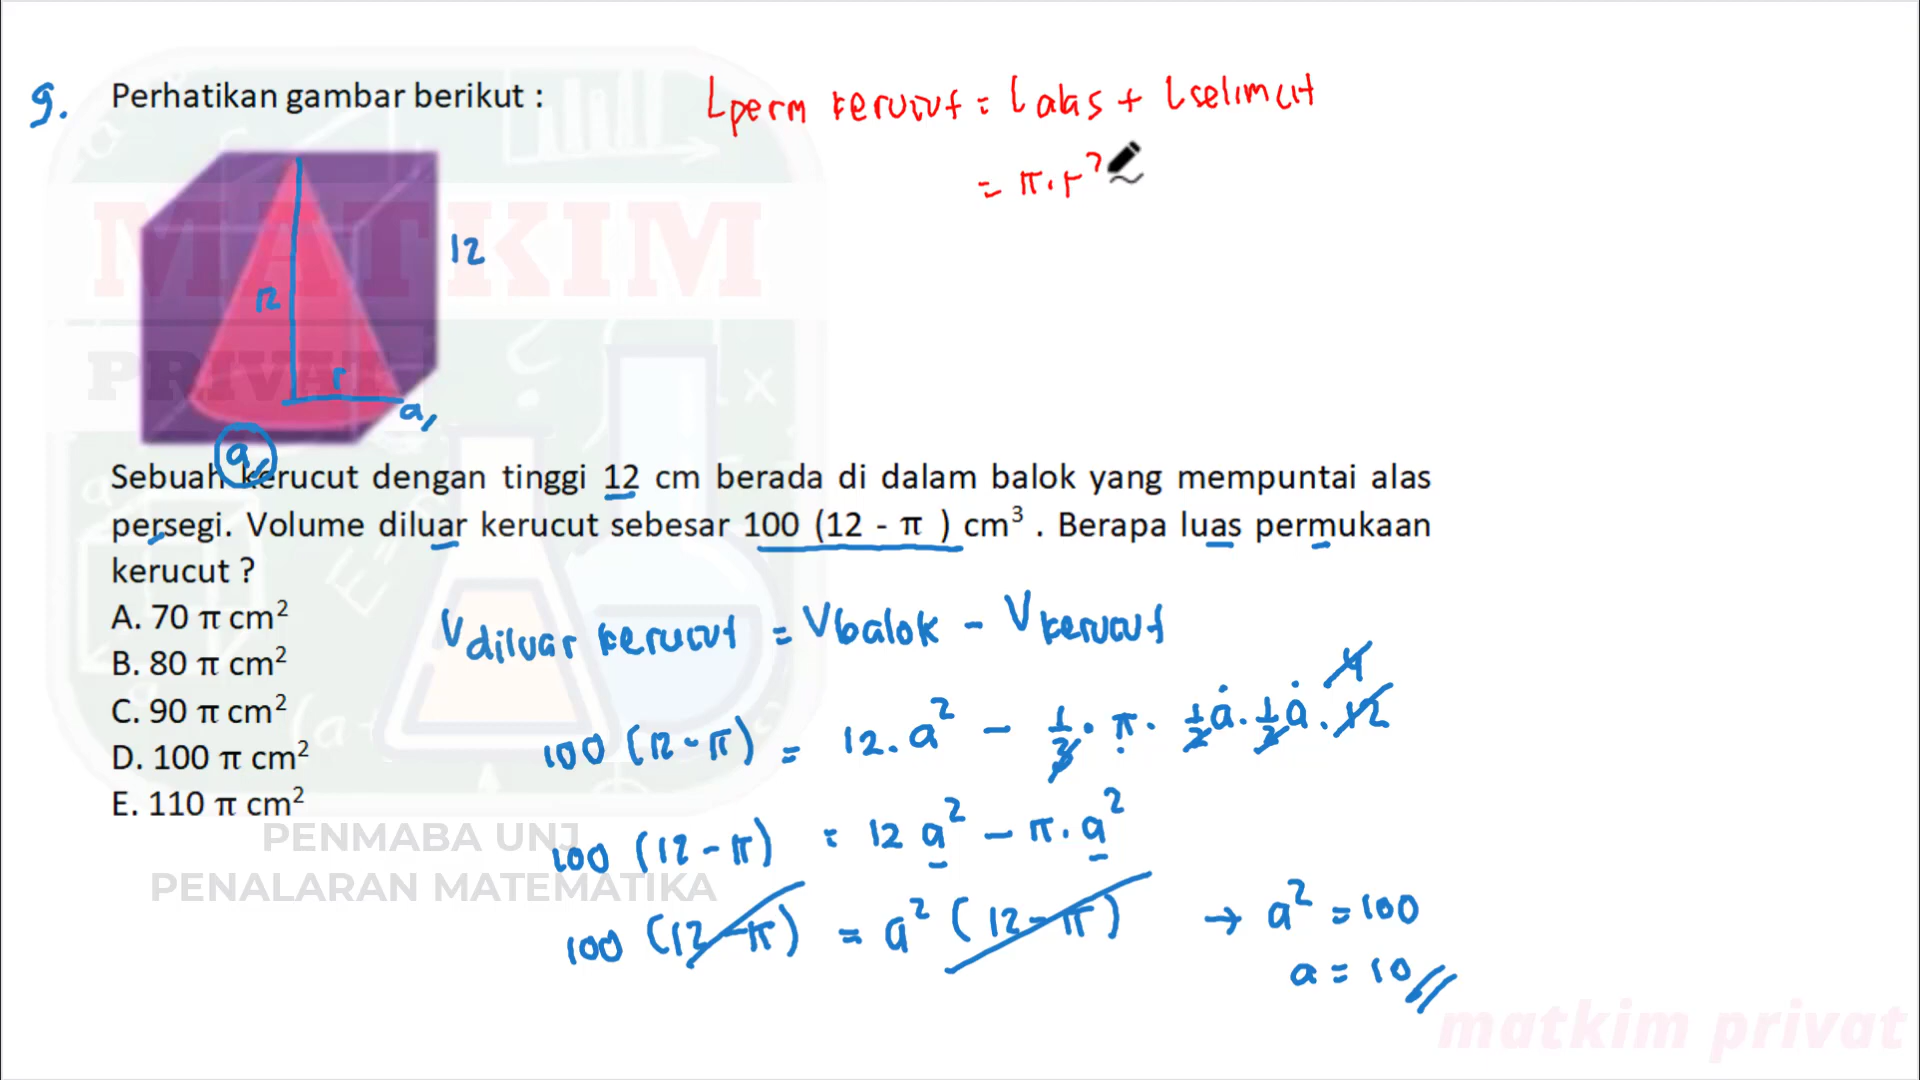 9. Perhatikan gambar berikut :
Lperm kerucut = Lalas + Lselimut
= π.r²
MATKIM
PRIVAT
12
12
r
a
a
Sebuah kerucut dengan tinggi 12 cm berada di dalam balok yang mempuntai alas
persegi. Volume diluar kerucut sebesar 100 (12 - π ) cm³ . Berapa luas permukaan
kerucut ?
A. 70 π cm²
B. 80 π cm²
C. 90 π cm²
D. 100 π cm²
E. 110 π cm²
Vdiluar kerucut = Vbalok - Vkerucut
100 (12-π) = 12. a² - 1/3 . π . 1/2 a . 1/2 a . 12 4
100 (12-π) = 12 a² - π. a²
100 (12-π) = a² (12-π) → a² = 100
a = 10
PENMABA UNJ
PENALARAN MATEMATIKA
matkim privat